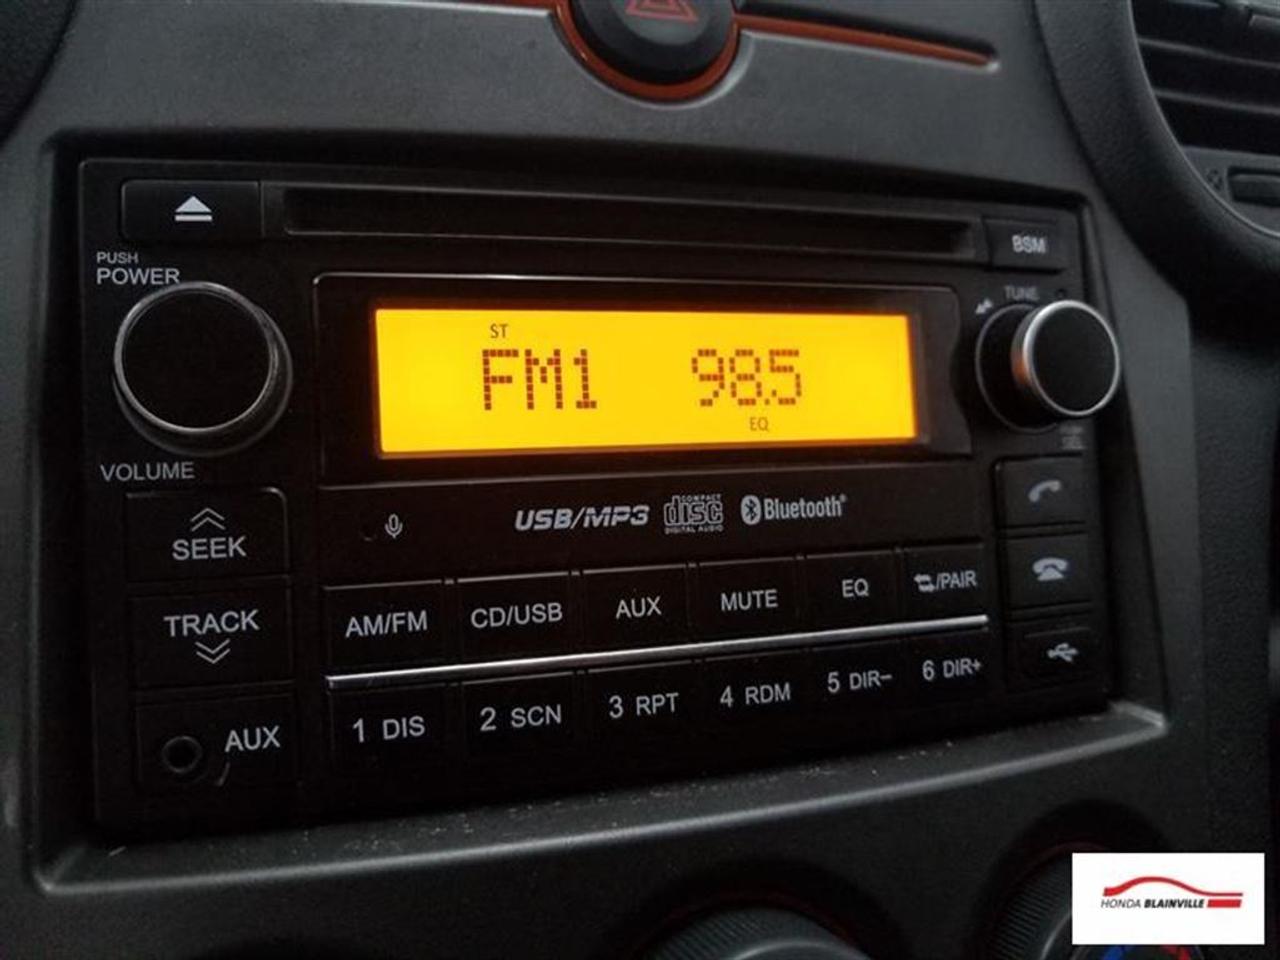 BSM
PUSH
POWER
TUNE
ST
FM1 98.5
EQ
VOLUME
USB/MP3 COMPACT disc DIGITAL AUDIO Bluetooth®
SEEK
TRACK
AM/FM CD/USB AUX MUTE EQ /PAIR
1 DIS 2 SCN 3 RPT 4 RDM 5 DIR- 6 DIR+
AUX
HONDA BLAINVILLE